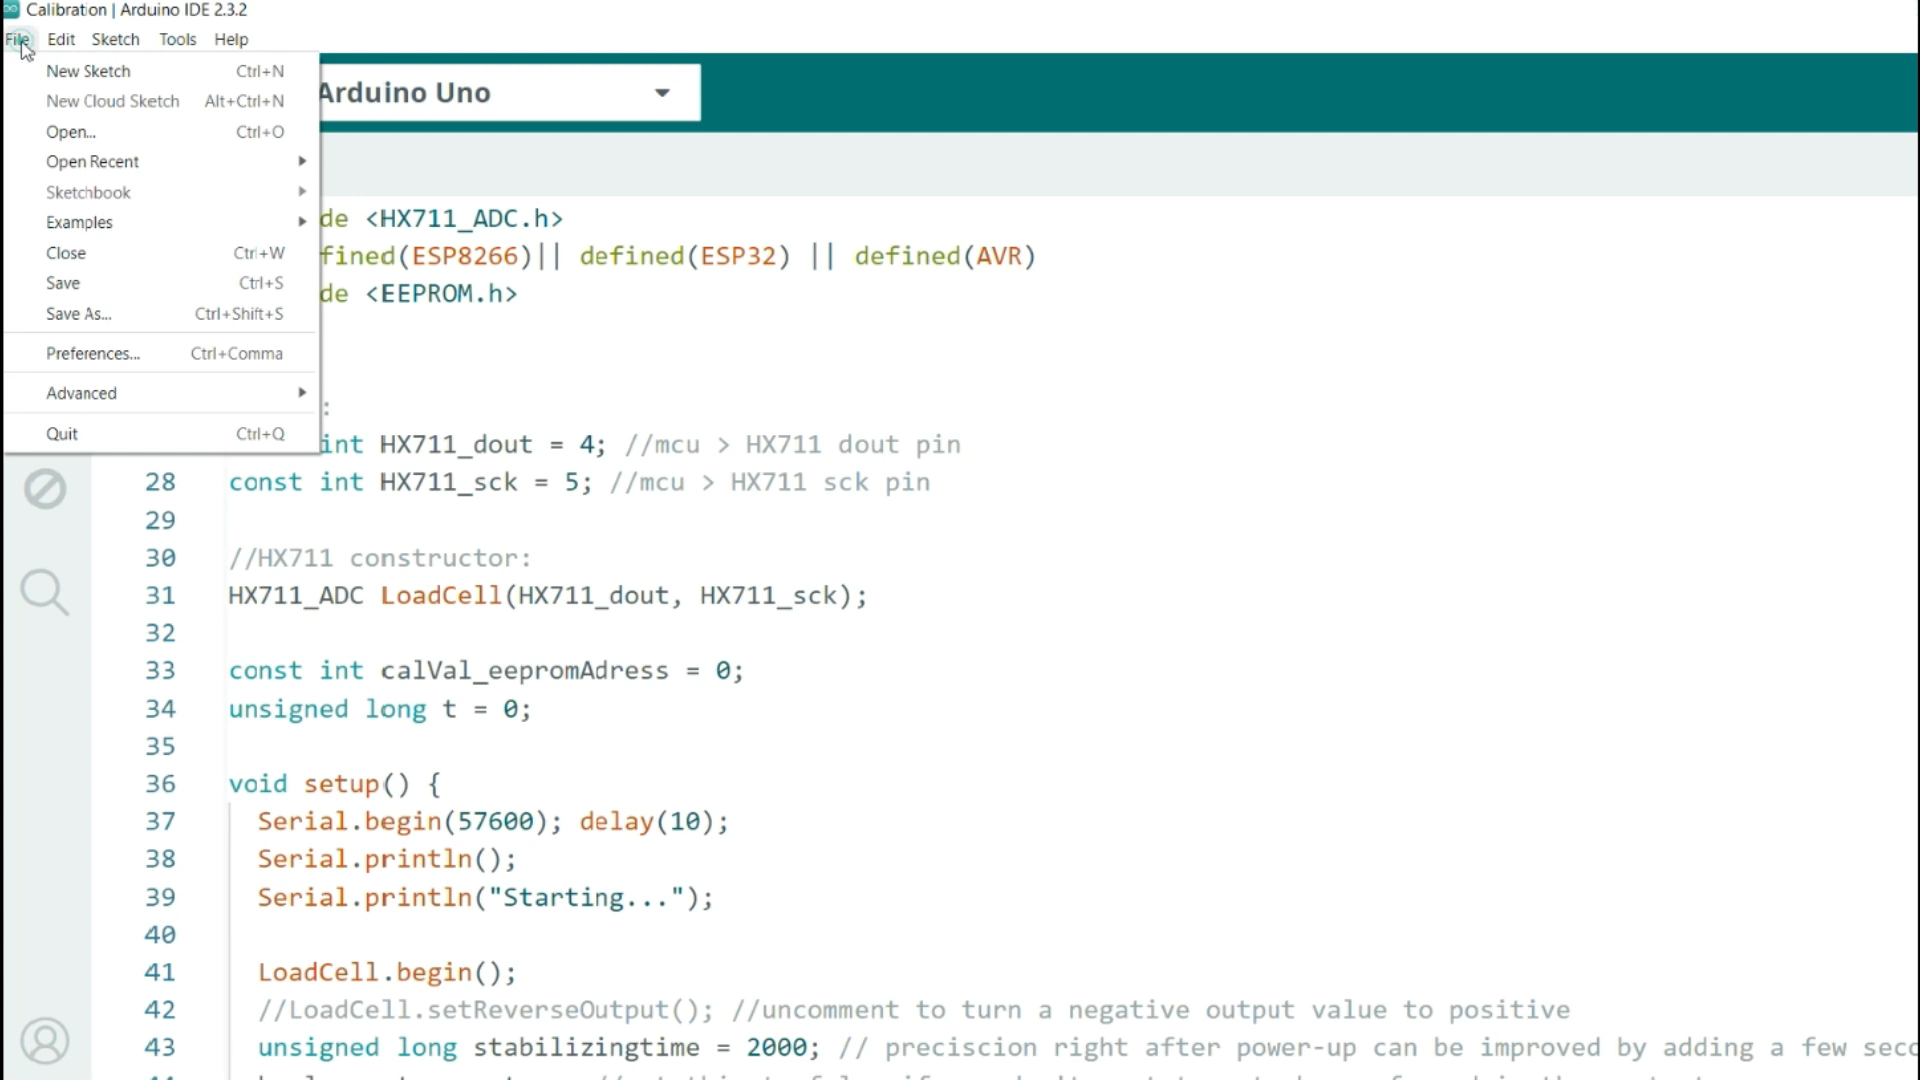 Calibration | Arduino IDE 2.3.2
File Edit Sketch Tools Help
New Sketch Ctrl+N
New Cloud Sketch Alt+Ctrl+N
Open... Ctrl+O
Open Recent
Sketchbook
Examples
Close Ctrl+W
Save Ctrl+S
Save As... Ctrl+Shift+S
Preferences... Ctrl+Comma
Advanced
Quit Ctrl+Q
Arduino Uno
de <HX711_ADC.h>
fined(ESP8266)|| defined(ESP32) || defined(AVR)
de <EEPROM.h>
:
int HX711_dout = 4; //mcu > HX711 dout pin
28 const int HX711_sck = 5; //mcu > HX711 sck pin
29
30 //HX711 constructor:
31 HX711_ADC LoadCell(HX711_dout, HX711_sck);
32
33 const int calVal_eepromAdress = 0;
34 unsigned long t = 0;
35
36 void setup() {
37 Serial.begin(57600); delay(10);
38 Serial.println();
39 Serial.println("Starting...");
40
41 LoadCell.begin();
42 //LoadCell.setReverseOutput(); //uncomment to turn a negative output value to positive
43 unsigned long stabilizingtime = 2000; // preciscion right after power-up can be improved by adding a few seco